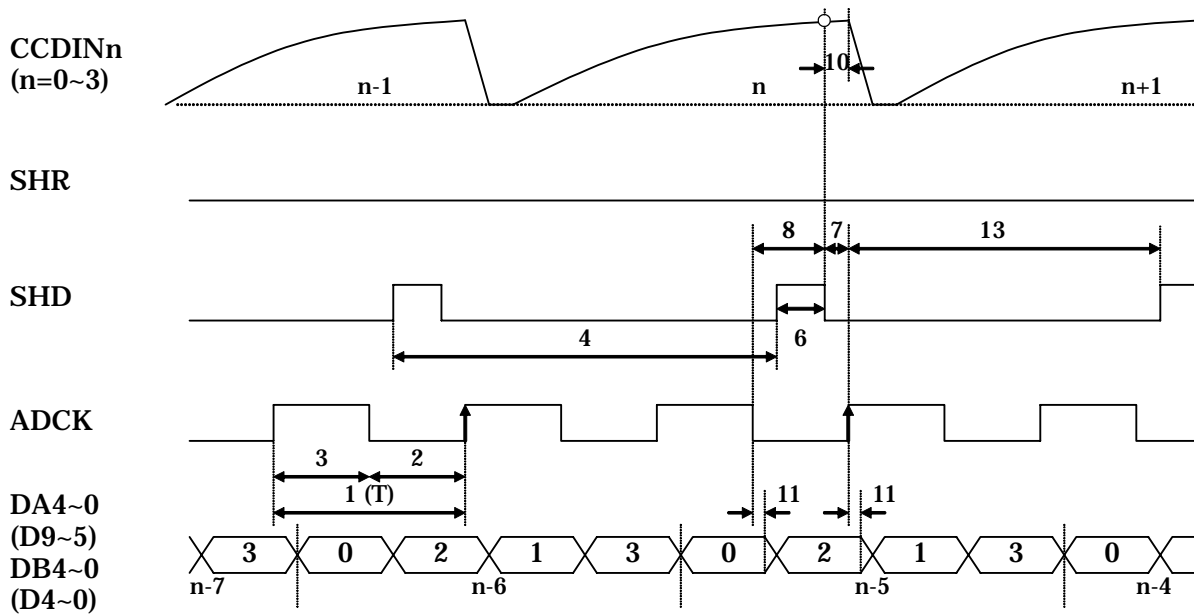 CCDINn
(n=0~3)
10
n-1
n
n+1
SHR
8
7
13
SHD
6
4
ADCK
3
2
1 (T)
11
11
DA4~0
(D9~5)
DB4~0
(D4~0)
3
0
2
1
3
0
2
1
3
0
n-7
n-6
n-5
n-4